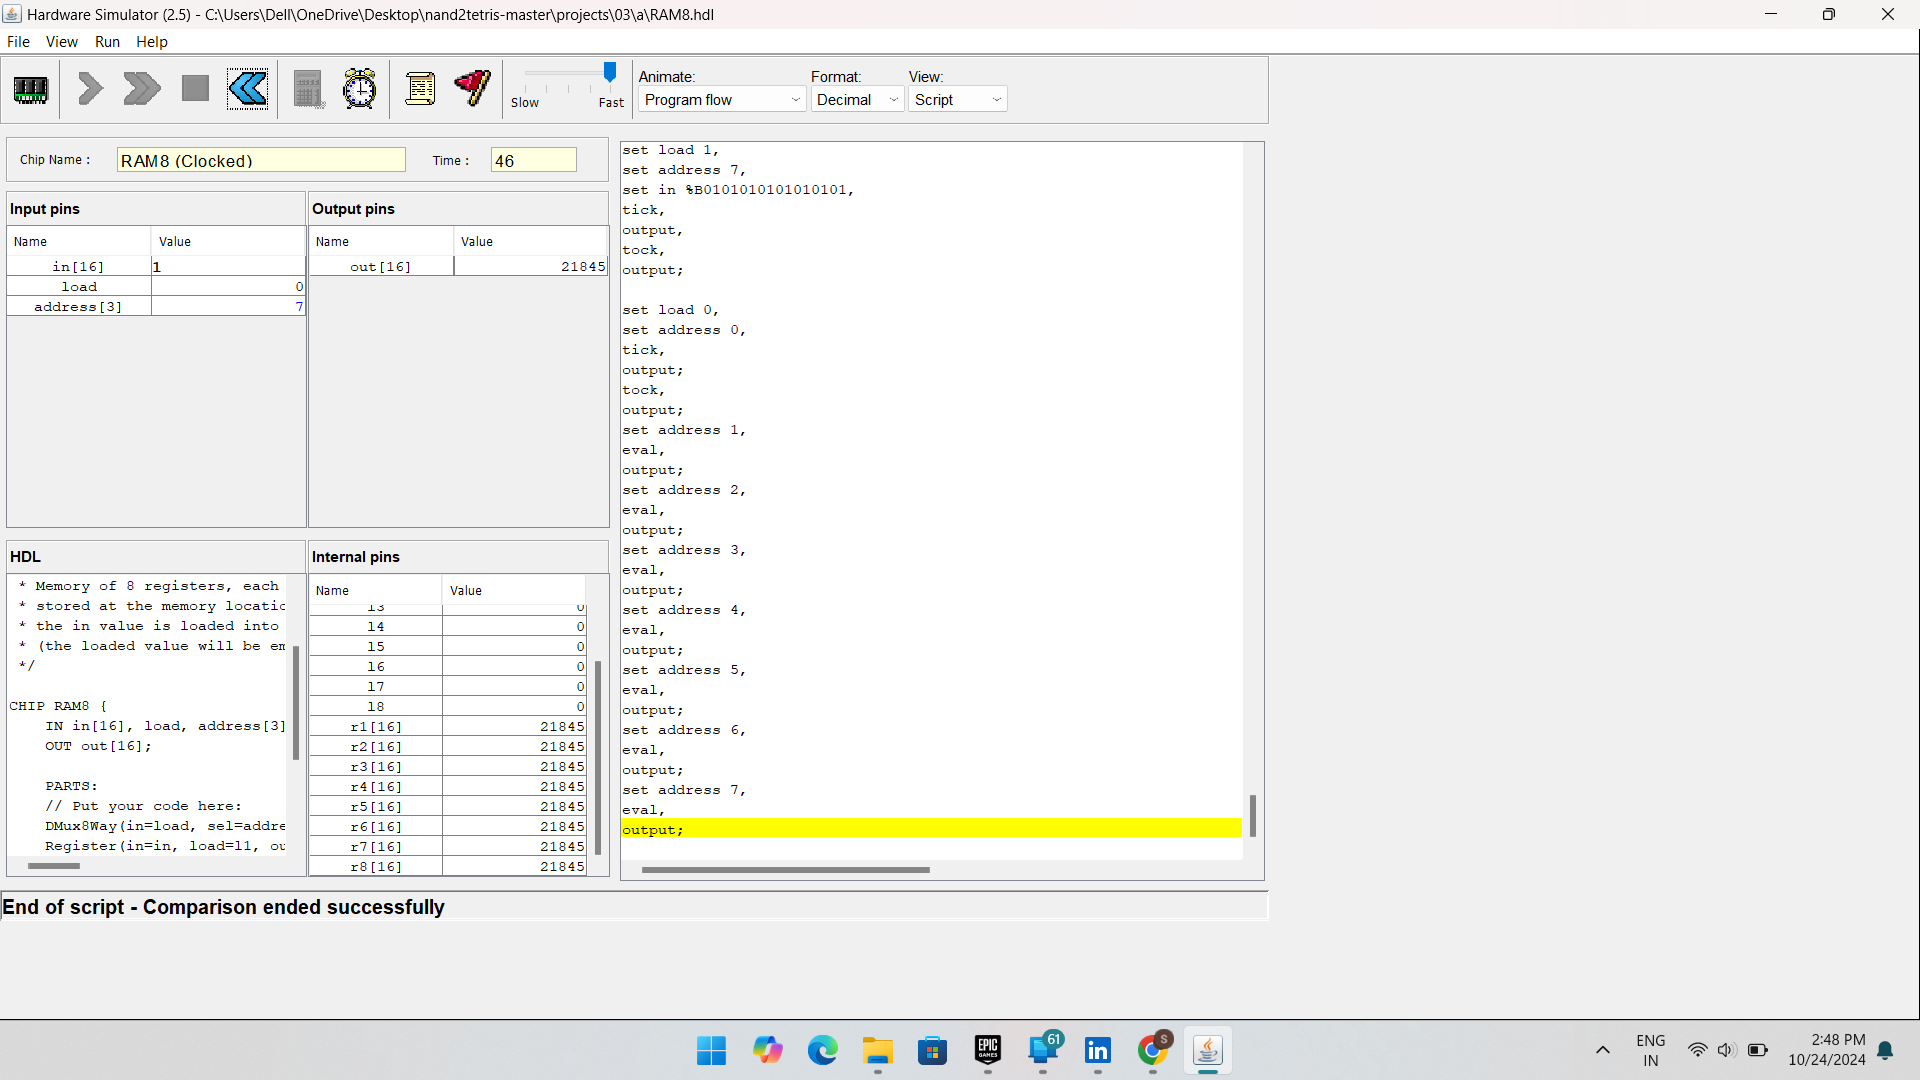 Hardware Simulator (2.5) - C:\Users\Dell\OneDrive\Desktop\nand2tetris-master\projects\03\a\RAM8.hdl
File View Run Help
Slow Fast
Animate:
Program flow
Format:
Decimal
View:
Script
Chip Name :
RAM8 (Clocked)
Time :
46
Input pins
Name Value
in[16] 1
load 0
address[3] 7
Output pins
Name Value
out[16] 21845
HDL
* Memory of 8 registers, each
* stored at the memory locatic
* the in value is loaded into
* (the loaded value will be em
*/
CHIP RAM8 {
IN in[16], load, address[3]
OUT out[16];
PARTS:
// Put your code here:
DMux8Way(in=load, sel=addre
Register(in=in, load=l1, ou
Internal pins
Name Value
l3 0
l4 0
l5 0
l6 0
l7 0
l8 0
r1[16] 21845
r2[16] 21845
r3[16] 21845
r4[16] 21845
r5[16] 21845
r6[16] 21845
r7[16] 21845
r8[16] 21845
set load 1,
set address 7,
set in %B0101010101010101,
tick,
output,
tock,
output;
set load 0,
set address 0,
tick,
output;
tock,
output;
set address 1,
eval,
output;
set address 2,
eval,
output;
set address 3,
eval,
output;
set address 4,
eval,
output;
set address 5,
eval,
output;
set address 6,
eval,
output;
set address 7,
eval,
output;
End of script - Comparison ended successfully
EPIC
GAMES
61
in
S
ENG
IN
2:48 PM
10/24/2024